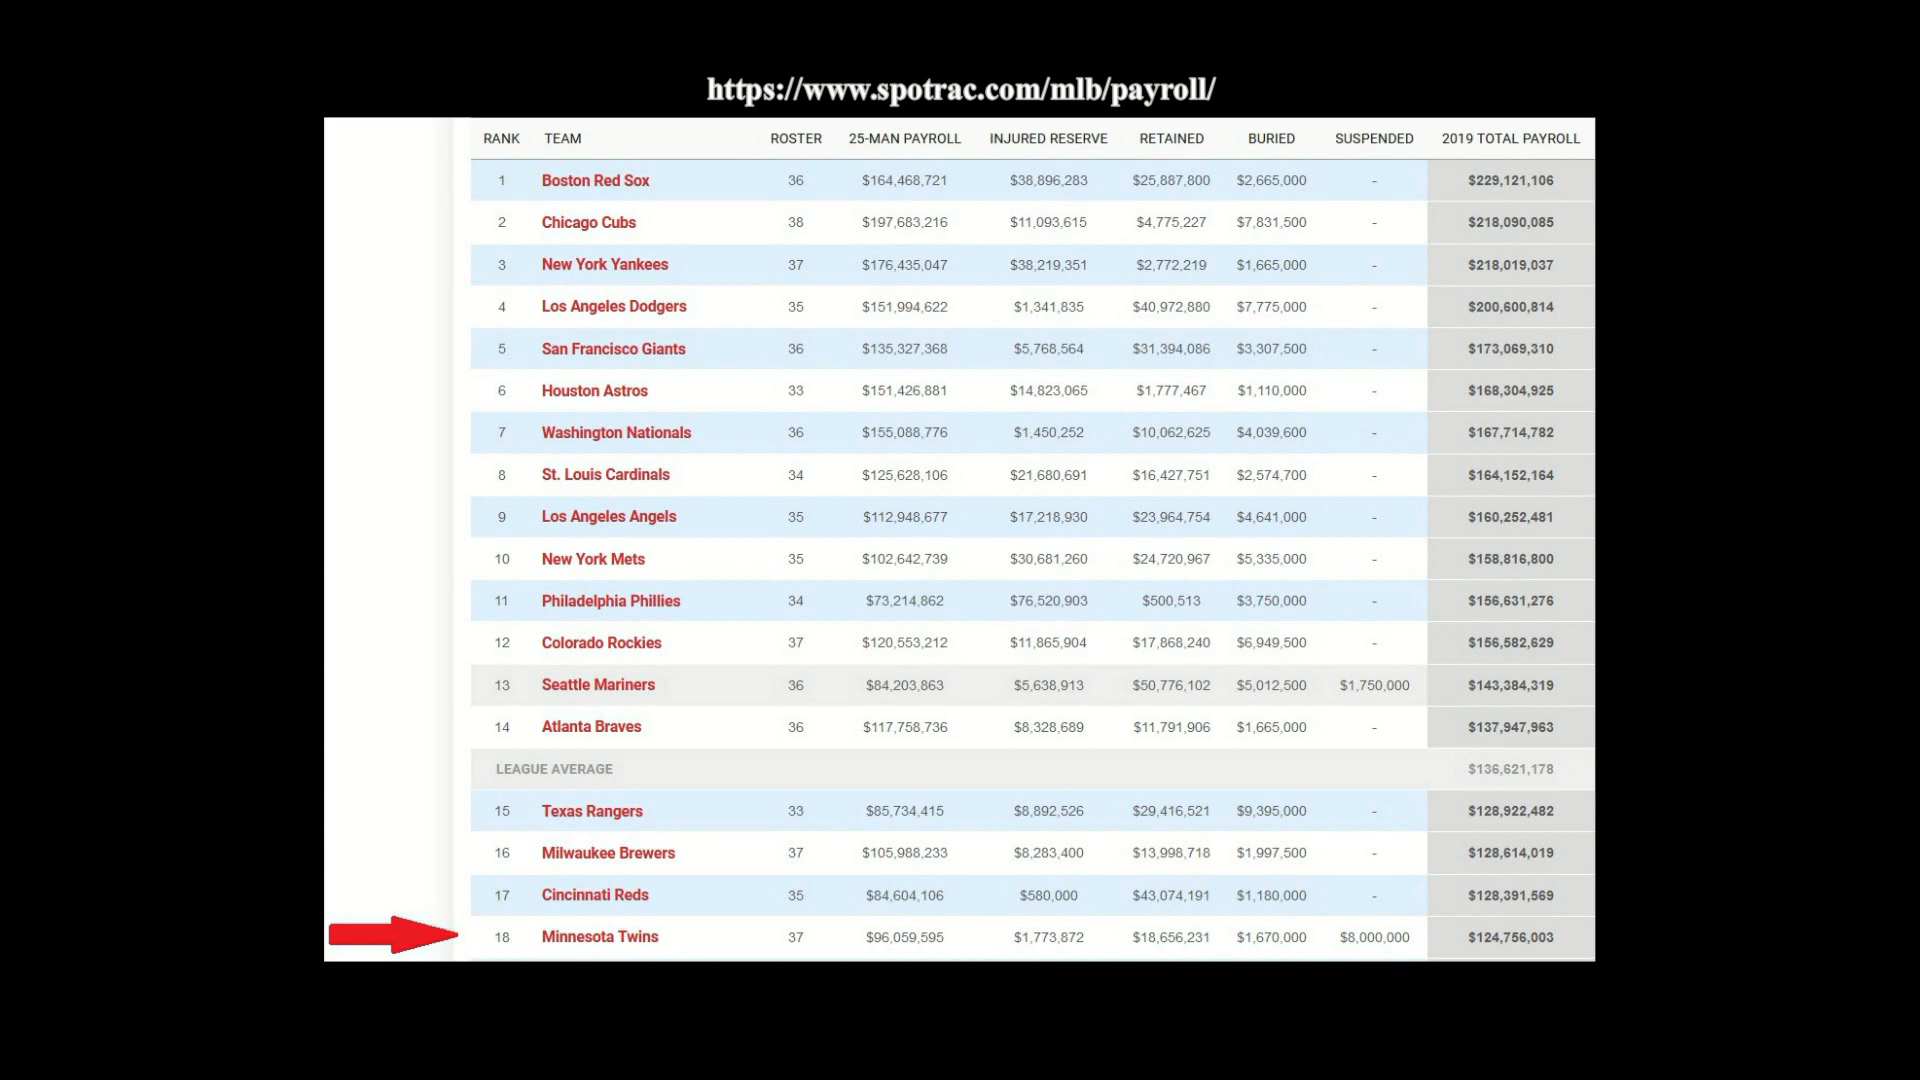 https://www.spotrac.com/mlb/payroll/
RANK TEAM ROSTER 25-MAN PAYROLL INJURED RESERVE RETAINED BURIED SUSPENDED 2019 TOTAL PAYROLL
1 Boston Red Sox 36 $164,468,721 $38,896,283 $25,887,800 $2,665,000 - $229,121,106
2 Chicago Cubs 38 $197,683,216 $11,093,615 $4,775,227 $7,831,500 - $218,090,085
3 New York Yankees 37 $176,435,047 $38,219,351 $2,772,219 $1,665,000 - $218,019,037
4 Los Angeles Dodgers 35 $151,994,622 $1,341,835 $40,972,880 $7,775,000 - $200,600,814
5 San Francisco Giants 36 $135,327,368 $5,768,564 $31,394,086 $3,307,500 - $173,069,310
6 Houston Astros 33 $151,426,881 $14,823,065 $1,777,467 $1,110,000 - $168,304,925
7 Washington Nationals 36 $155,088,776 $1,450,252 $10,062,625 $4,039,600 - $167,714,782
8 St. Louis Cardinals 34 $125,628,106 $21,680,691 $16,427,751 $2,574,700 - $164,152,164
9 Los Angeles Angels 35 $112,948,677 $17,218,930 $23,964,754 $4,641,000 - $160,252,481
10 New York Mets 35 $102,642,739 $30,681,260 $24,720,967 $5,335,000 - $158,816,800
11 Philadelphia Phillies 34 $73,214,862 $76,520,903 $500,513 $3,750,000 - $156,631,276
12 Colorado Rockies 37 $120,553,212 $11,865,904 $17,868,240 $6,949,500 - $156,582,629
13 Seattle Mariners 36 $84,203,863 $5,638,913 $50,776,102 $5,012,500 $1,750,000 $143,384,319
14 Atlanta Braves 36 $117,758,736 $8,328,689 $11,791,906 $1,665,000 - $137,947,963
LEAGUE AVERAGE $136,621,178
15 Texas Rangers 33 $85,734,415 $8,892,526 $29,416,521 $9,395,000 - $128,922,482
16 Milwaukee Brewers 37 $105,988,233 $8,283,400 $13,998,718 $1,997,500 - $128,614,019
17 Cincinnati Reds 35 $84,604,106 $580,000 $43,074,191 $1,180,000 - $128,391,569
18 Minnesota Twins 37 $96,059,595 $1,773,872 $18,656,231 $1,670,000 $8,000,000 $124,756,003